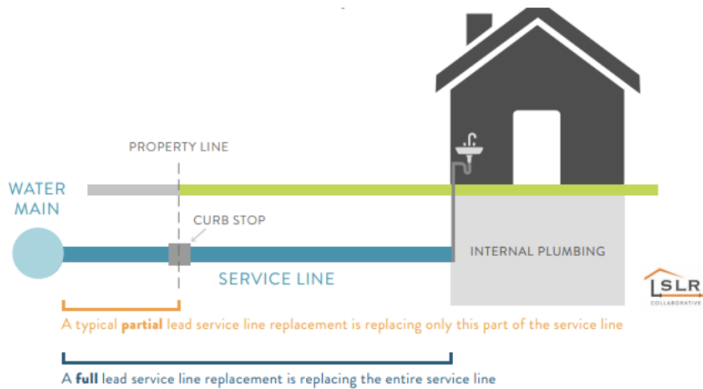 PROPERTY LINE
WATER
MAIN
CURB STOP
SERVICE LINE
INTERNAL PLUMBING
SLR
COLLABORATIVE
A typical partial lead service line replacement is replacing only this part of the service line
A full lead service line replacement is replacing the entire service line